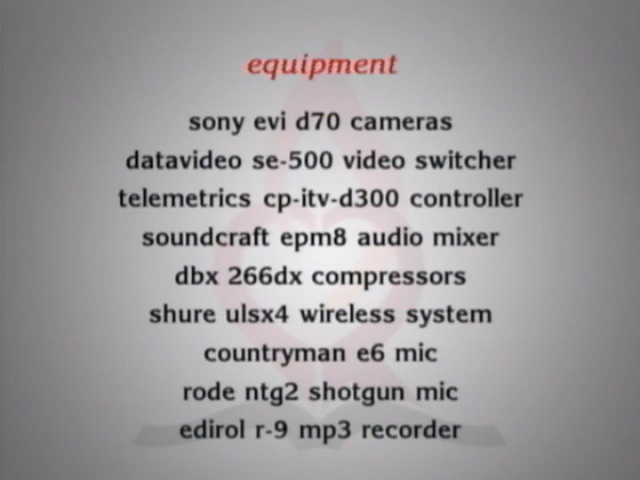 equipment
sony evi d70 cameras
datavideo se-500 video switcher
telemetrics cp-itv-d300 controller
soundcraft epm8 audio mixer
dbx 266dx compressors
shure ulsx4 wireless system
countryman e6 mic
rode ntg2 shotgun mic
edirol r-9 mp3 recorder